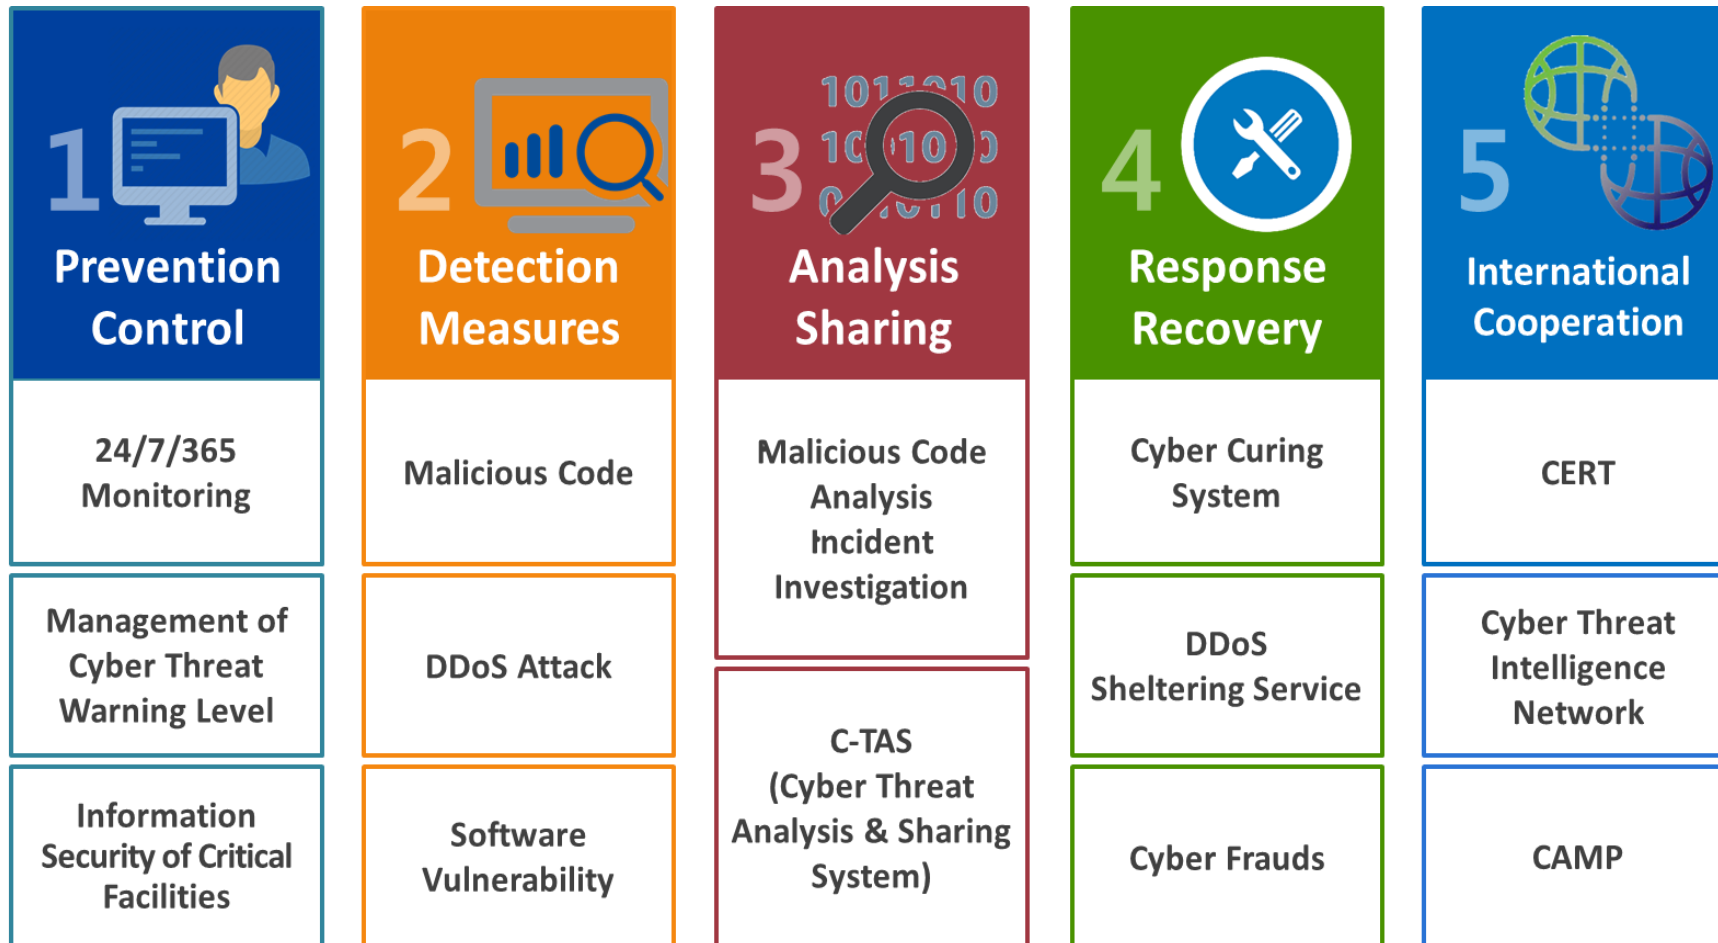 1
Prevention
Control
24/7/365
Monitoring
Management of
Cyber Threat
Warning Level
Information
Security of Critical
Facilities
2
Detection
Measures
Malicious Code
DDoS Attack
Software
Vulnerability
1011010
3
Analysis
Sharing
Malicious Code
Analysis
Incident
Investigation
C-TAS
(Cyber Threat
Analysis & Sharing
System)
4
Response
Recovery
Cyber Curing
System
DDoS
Sheltering Service
Cyber Frauds
5
International
Cooperation
CERT
Cyber Threat
Intelligence
Network
CAMP